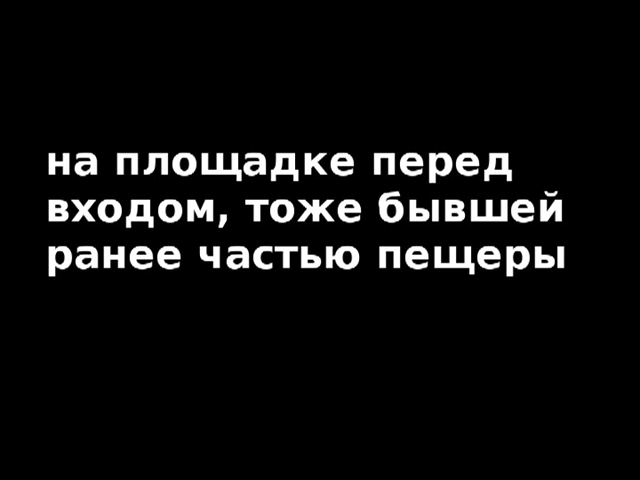 на площадке перед
входом, тоже бывшей
ранее частью пещеры